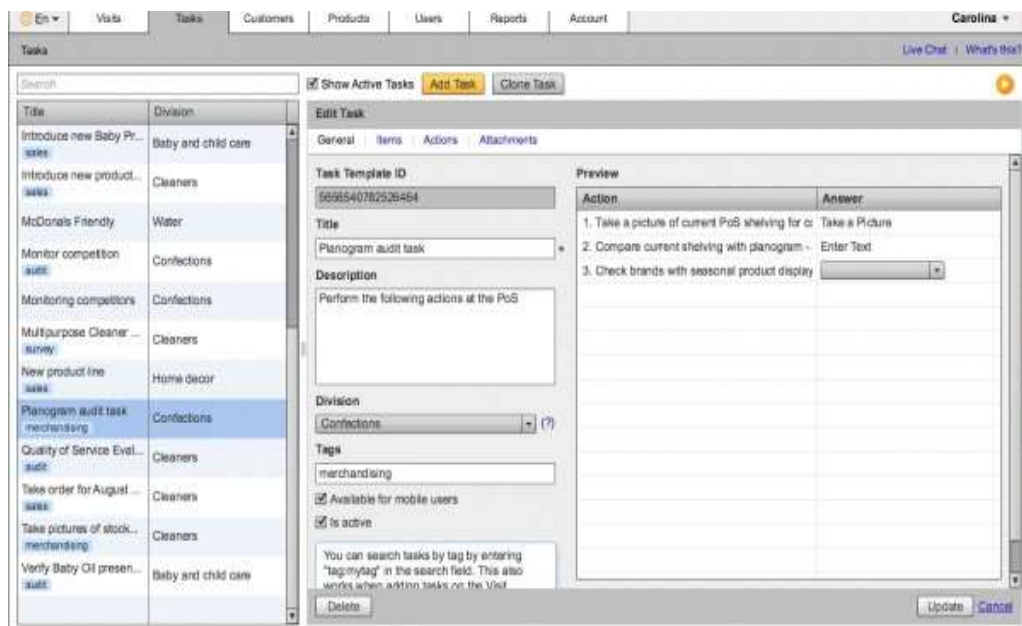 En
Visits
Tasks
Customers
Products
Users
Reports
Account
Carolina
Tasks
Live Chat | What's this?
Search
Show Active Tasks
Add Task
Clone Task
Title
Division
Introduce new Baby Pr...
sales
Baby and child care
Introduce new product...
sales
Cleaners
McDonals Friendly
Water
Monitor competition
audit
Confections
Monitoring competitors
Confections
Multipurpose Cleaner ...
survey
Cleaners
New product line
sales
Home decor
Planogram audit task
merchandising
Confections
Quality of Service Eval...
audit
Cleaners
Take order for August ...
sales
Cleaners
Take pictures of stock...
merchandising
Cleaners
Verify Baby Oil presen...
audit
Baby and child care
Edit Task
General | Items | Actions | Attachments
Task Template ID
5666540782526464
Title
Planogram audit task
*
Description
Perform the following actions at the PoS
Division
Confections
(?)
Tags
merchandising
Available for mobile users
Is active
You can search tasks by tag by entering
"tag:mytag" in the search field. This also
works when adding tasks on the Visit
Preview
Action
Answer
1. Take a picture of current PoS shelving for co
Take a Picture
2. Compare current shelving with planogram -
Enter Text
3. Check brands with seasonal product display
Delete
Update
Cancel